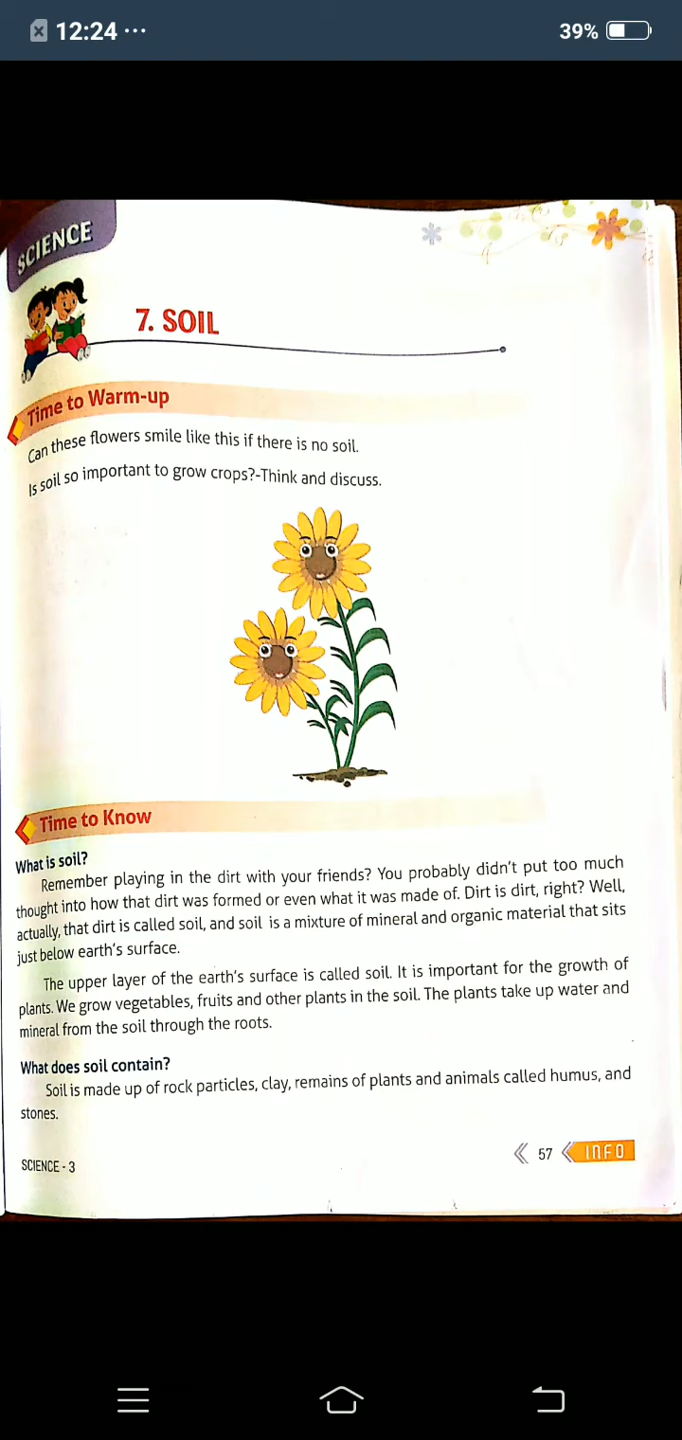 12:24 ...
39%
SCIENCE
7. SOIL
Time to Warm-up
Can these flowers smile like this if there is no soil.
Is soil so important to grow crops?-Think and discuss.
Time to Know
What is soil?
Remember playing in the dirt with your friends? You probably didn't put too much
thought into how that dirt was formed or even what it was made of. Dirt is dirt, right? Well,
actually, that dirt is called soil, and soil is a mixture of mineral and organic material that sits
just below earth's surface.
The upper layer of the earth's surface is called soil. It is important for the growth of
plants. We grow vegetables, fruits and other plants in the soil. The plants take up water and
mineral from the soil through the roots.
What does soil contain?
Soil is made up of rock particles, clay, remains of plants and animals called humus, and
stones.
SCIENCE - 3
57
INFO